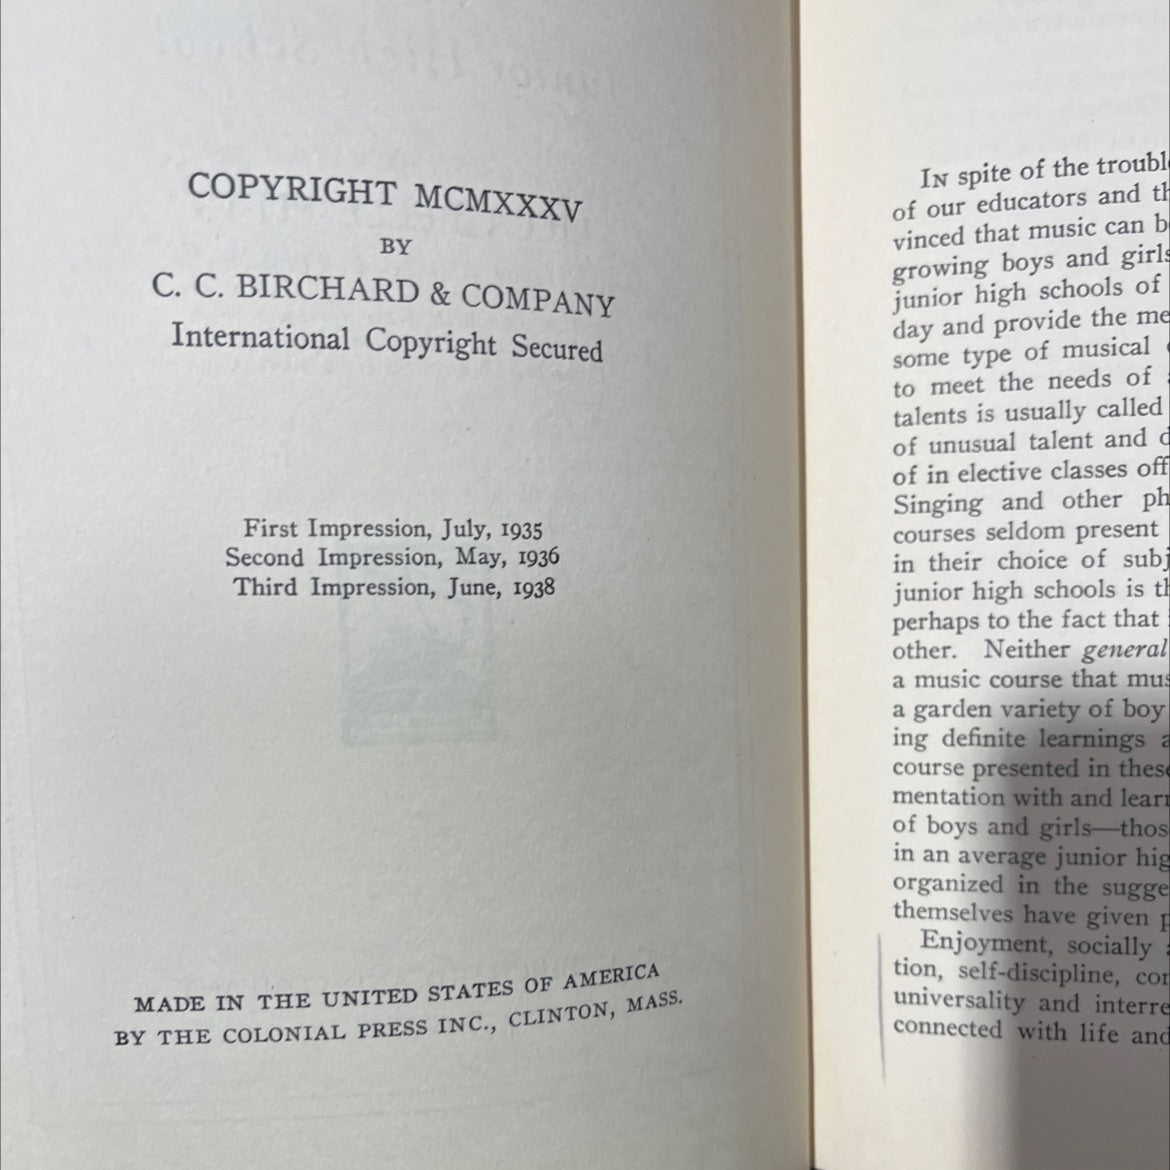 COPYRIGHT MCMXXXV
BY
C. C. BIRCHARD & COMPANY
International Copyright Secured
First Impression, July, 1935
Second Impression, May, 1936
Third Impression, June, 1938
MADE IN THE UNITED STATES OF AMERICA
BY THE COLONIAL PRESS INC., CLINTON, MASS.
IN spite of the
of our educators and
vinced that music can
growing boys and girls
junior high schools of
day and provide the
some type of musical
to meet the needs of
talents is usually called
of unusual talent and
of in elective classes
Singing and other
courses seldom present
in their choice of
junior high schools is
perhaps to the fact that
other. Neither general
a music course that
a garden variety of boy
ing definite learnings
course presented in
mentation with and
of boys and girls—
in an average junior
organized in the
themselves have given
Enjoyment, socially
tion, self-discipline,
universality and
connected with life and